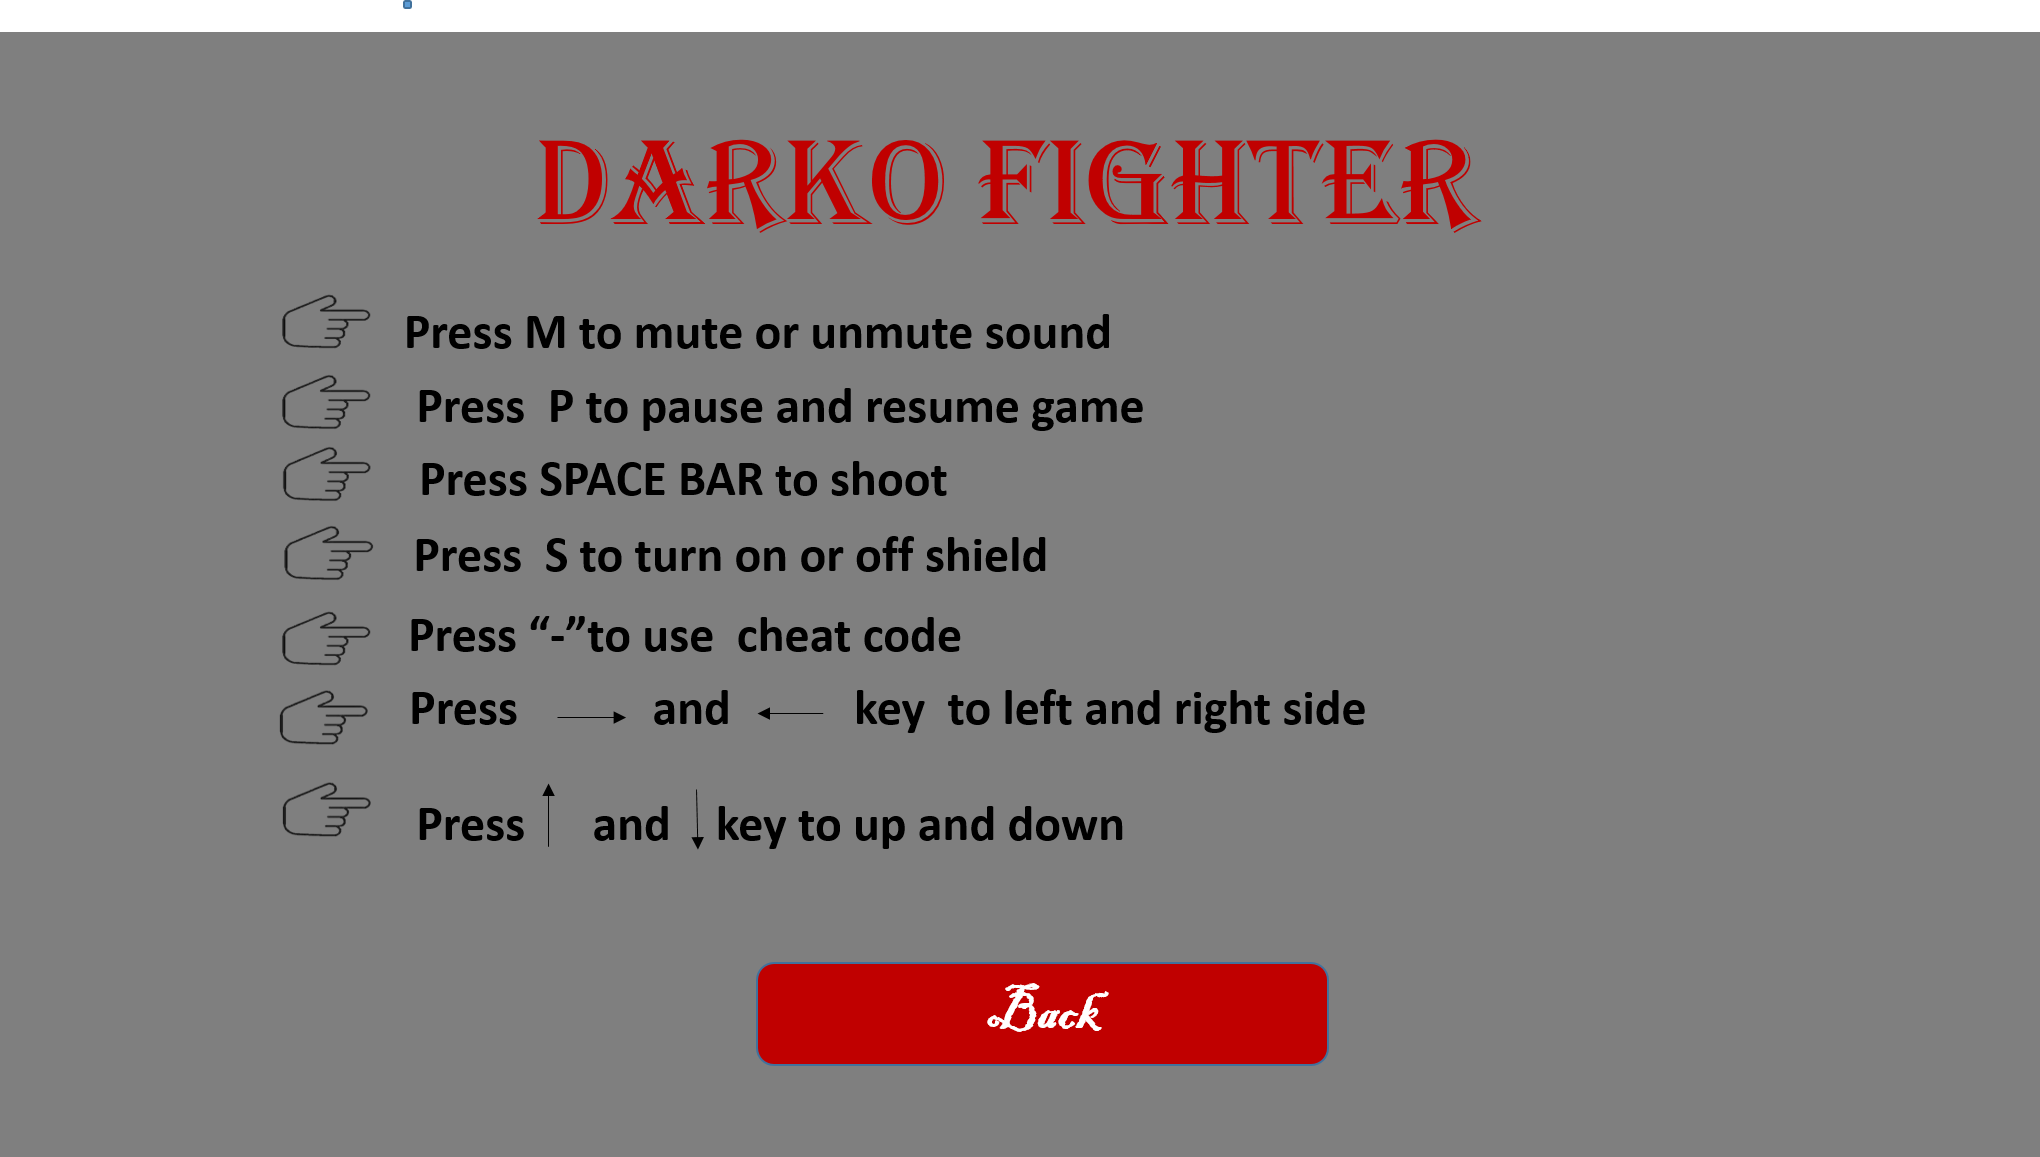 DARKO FIGHTER
Press M to mute or unmute sound
Press  P to pause and resume game
Press SPACE BAR to shoot
Press  S to turn on or off shield
Press “-”to use  cheat code
Press → and ← key  to left and right side
Press ↑ and ↓ key to up and down
Back